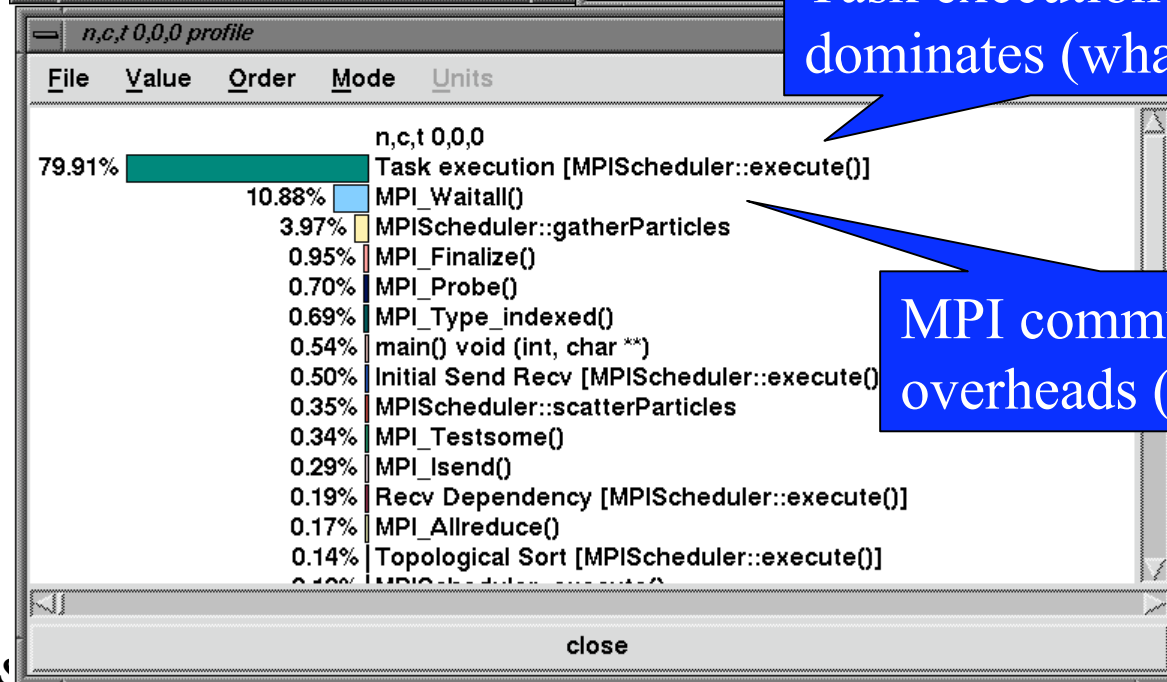 Task execution
dominates (wha
n,c,t 0,0,0 profile
File Value Order Mode Units
n,c,t 0,0,0
79.91% Task execution [MPIScheduler::execute()]
10.88% MPI_Waitall()
3.97% MPIScheduler::gatherParticles
0.95% MPI_Finalize()
0.70% MPI_Probe()
0.69% MPI_Type_indexed()
0.54% main() void (int, char **)
0.50% Initial Send Recv [MPIScheduler::execute()
0.35% MPIScheduler::scatterParticles
0.34% MPI_Testsome()
0.29% MPI_Isend()
0.19% Recv Dependency [MPIScheduler::execute()]
0.17% MPI_Allreduce()
0.14% Topological Sort [MPIScheduler::execute()]
MPI commu
overheads (
close